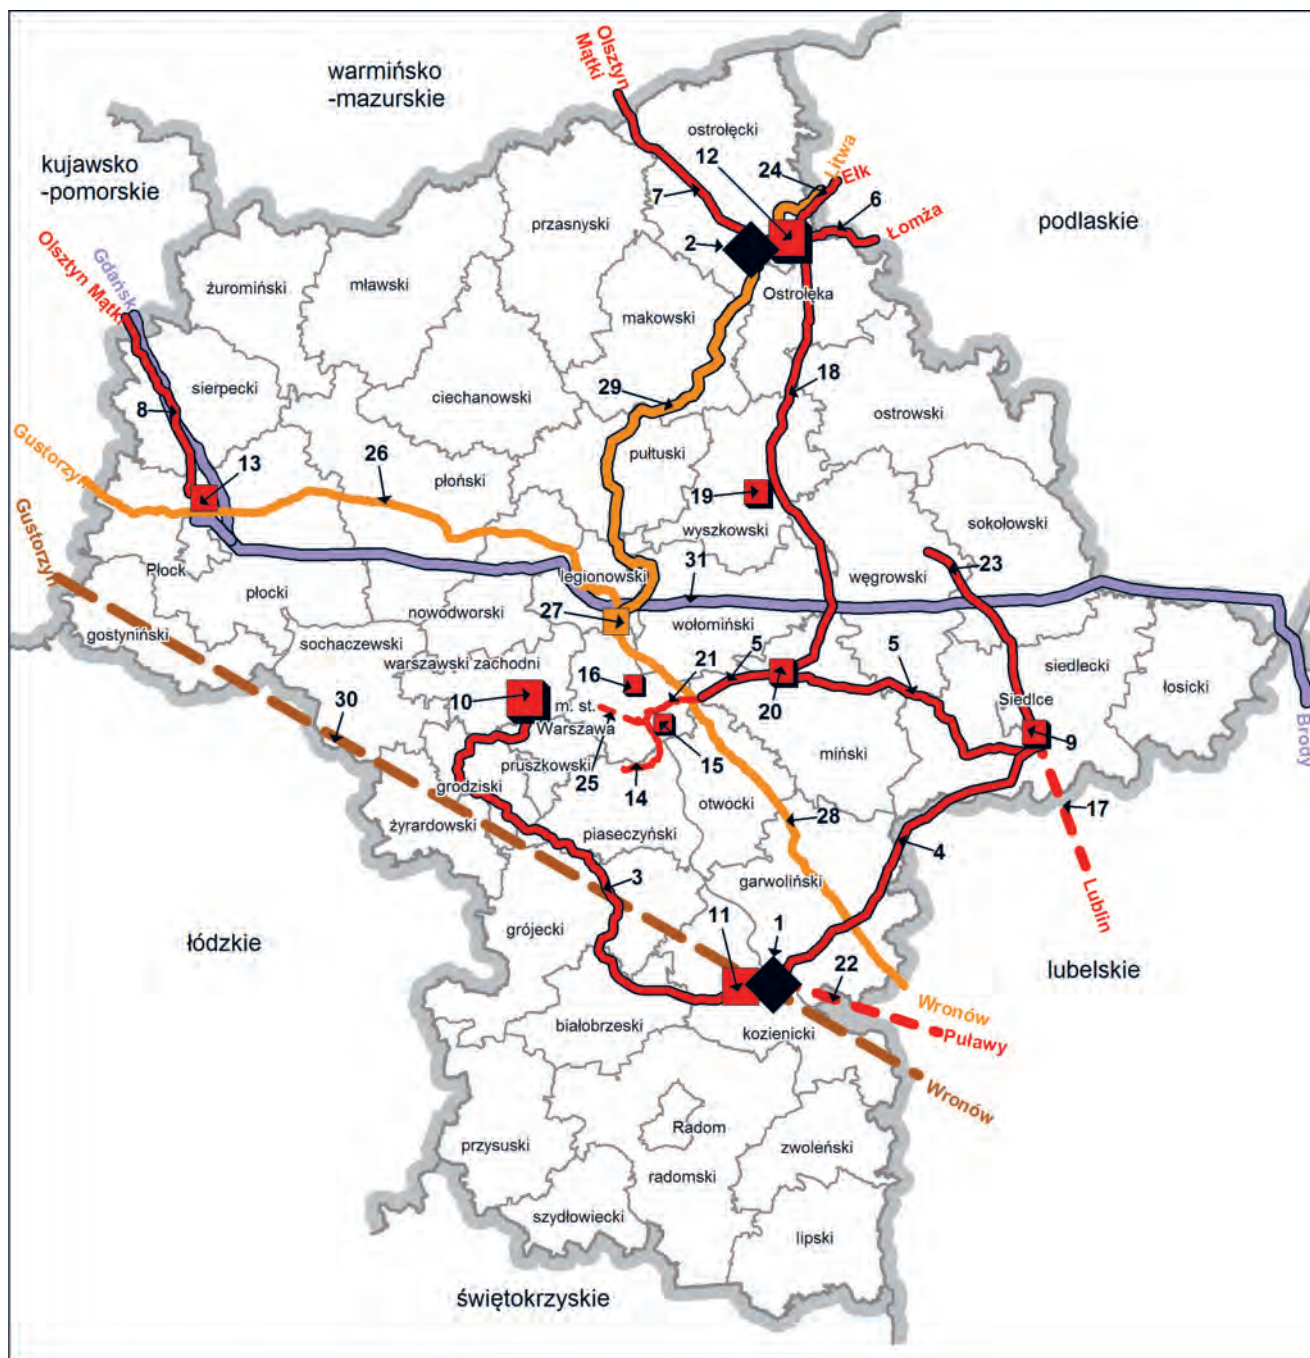 warmińsko
-mazurskie
Olsztyn
Mątki
ostrołęcki
12
24
Litwa
Ełk
6
kujawsko
-pomorskie
7
Łomża
podlaskie
przasnyski
2
Olsztyn Mątki
Gdańsk
żuromiński
mławski
Ostrołęka
makowski
sierpecki
29
18
8
ciechanowski
ostrowski
Gustorzyn
26
13
płoński
pułtuski
19
sokołowski
Gustorzyn
wyszkowski
Płock
legionowski
31
węgrowski
23
płocki
nowodworski
27
gostyniński
sochaczewski
wołomiński
warszawski zachodni
21
5
5
siedlecki
16
łosicki
10
m. st.
20
Siedlce
30
Warszawa
9
Brody
pruszkowski
25
15
miński
grodziski
14
otwocki
17
żyrardowski
piaseczyński
28
4
3
garwoliński
Lublin
11
1
grójecki
łódzkie
22
lubelskie
Wronów
białobrzeski
kozienicki
Puławy
Wronów
Radom
przysuski
zwoleński
radomski
szydłowiecki
lipski
świętokrzyskie